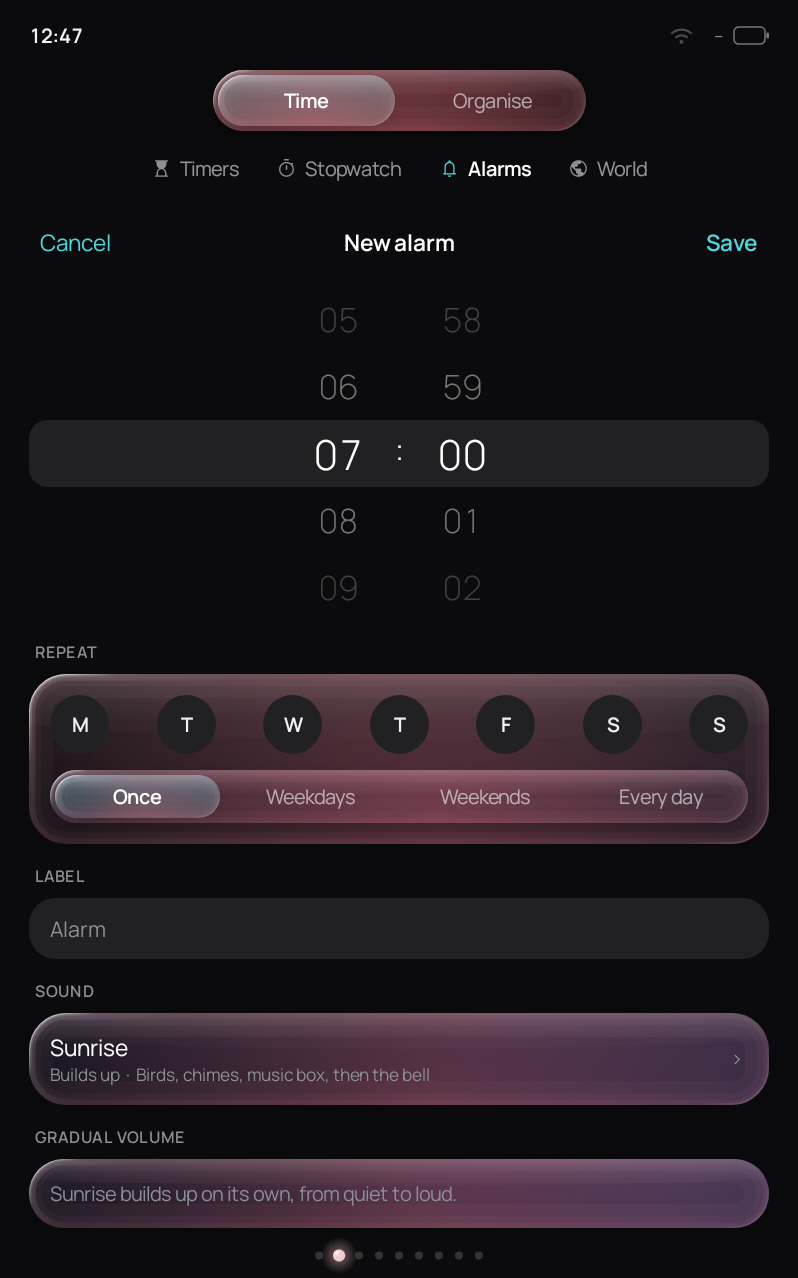 12:47
–
Time Organise
Timers Stopwatch Alarms World
Cancel New alarm Save
05 58
06 59
07 : 00
08 01
09 02
REPEAT
M T W T F S S
Once Weekdays Weekends Every day
LABEL
Alarm
SOUND
Sunrise
Builds up · Birds, chimes, music box, then the bell
GRADUAL VOLUME
Sunrise builds up on its own, from quiet to loud.